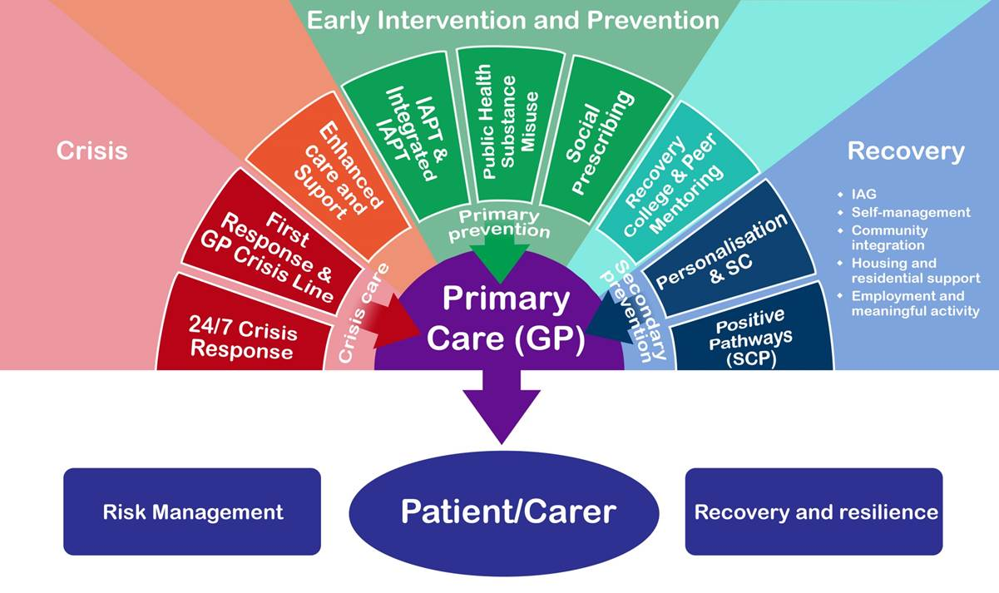 Early Intervention and Prevention
Crisis
24/7 Crisis
Response
First
Response &
GP Crisis Line
Enhanced
care and
Suport
IAPT &
Integrated
IAPT
Public Health
Substance
Misuse
Social
Prescribing
Recovery
College & Peer
Mentoring
Personalisation
& SC
Positive
Pathways
(SCP)
Recovery
IAG
Self-management
Community
integration
Housing and
residential support
Employment and
meaningful activity
Crisis care
Primary
prevention
Secondary
prevention
Primary
Care (GP)
Risk Management
Patient/Carer
Recovery and resilience